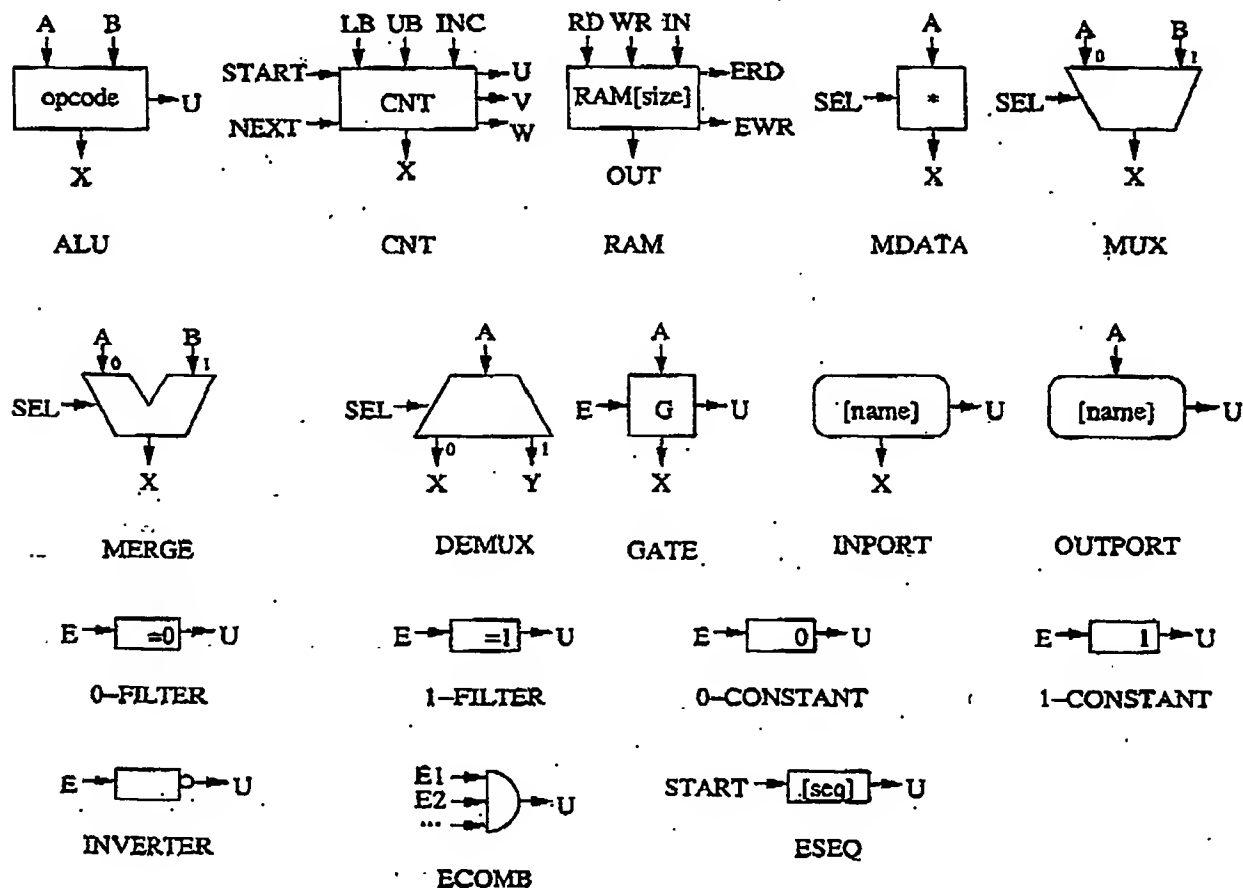 A B LB UB INC RD WR IN A A B
0 1
START U ERD
opcode U CNT V RAM[size] SEL * SEL
NEXT W EWR
X X OUT X X
ALU CNT RAM MDATA MUX
A B A A A
0 1
SEL SEL E G U [name] U [name] U
0 1
X X Y X X
MERGE DEMUX GATE INPORT OUTPORT
E =0 U E =1 U E 0 U E 1 U
0-FILTER 1-FILTER 0-CONSTANT 1-CONSTANT
E U E1 E2 ... U START [seq] U
INVERTER ECOMB ESEQ